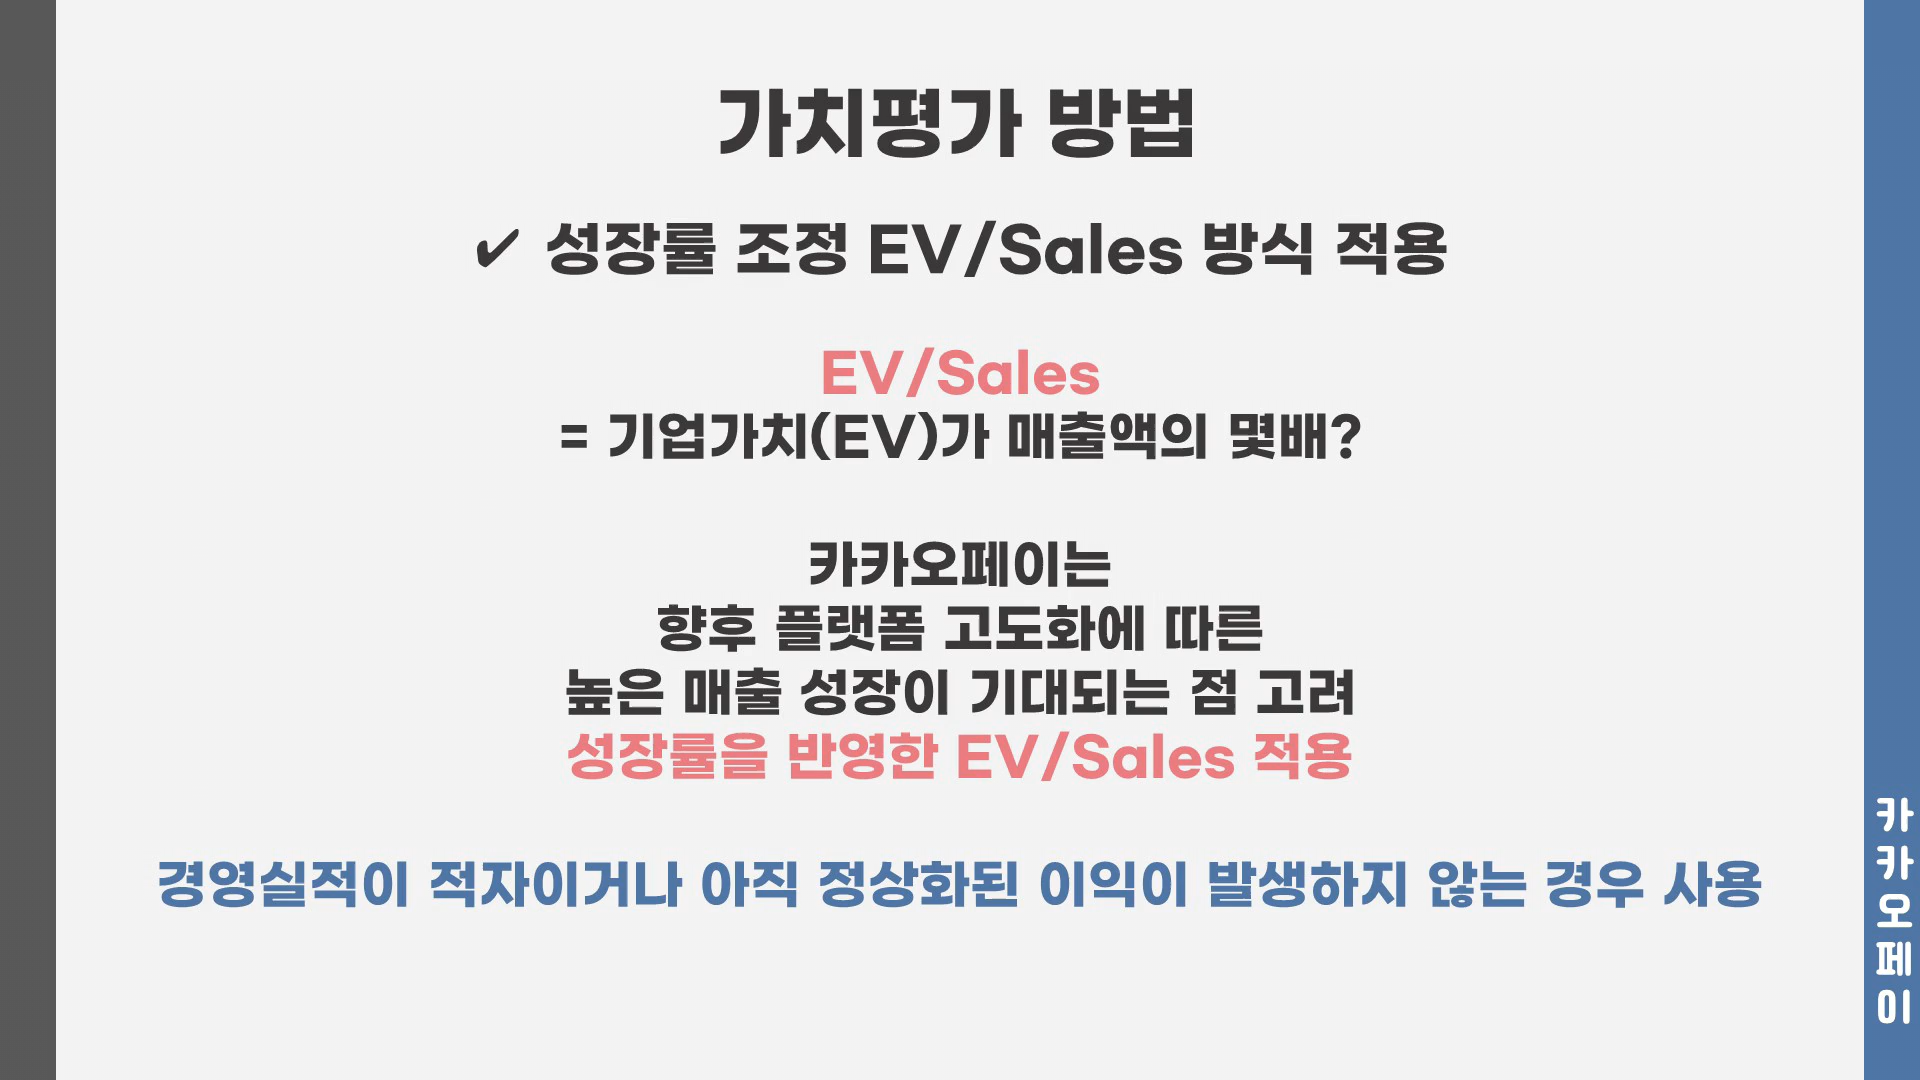 가치평가 방법
✔ 성장률 조정 EV/Sales 방식 적용
EV/Sales
= 기업가치(EV)가 매출액의 몇배?
카카오페이는
향후 플랫폼 고도화에 따른
높은 매출 성장이 기대되는 점 고려
성장률을 반영한 EV/Sales 적용
경영실적이 적자이거나 아직 정상화된 이익이 발생하지 않는 경우 사용
카카오페이